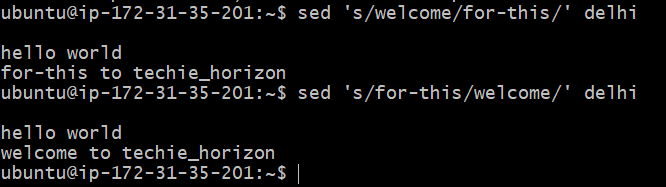 ubuntu@ip-172-31-35-201:~$ sed 's/welcome/for-this/' delhi
hello world
for-this to techie_horizon
ubuntu@ip-172-31-35-201:~$ sed 's/for-this/welcome/' delhi
hello world
welcome to techie_horizon
ubuntu@ip-172-31-35-201:~$